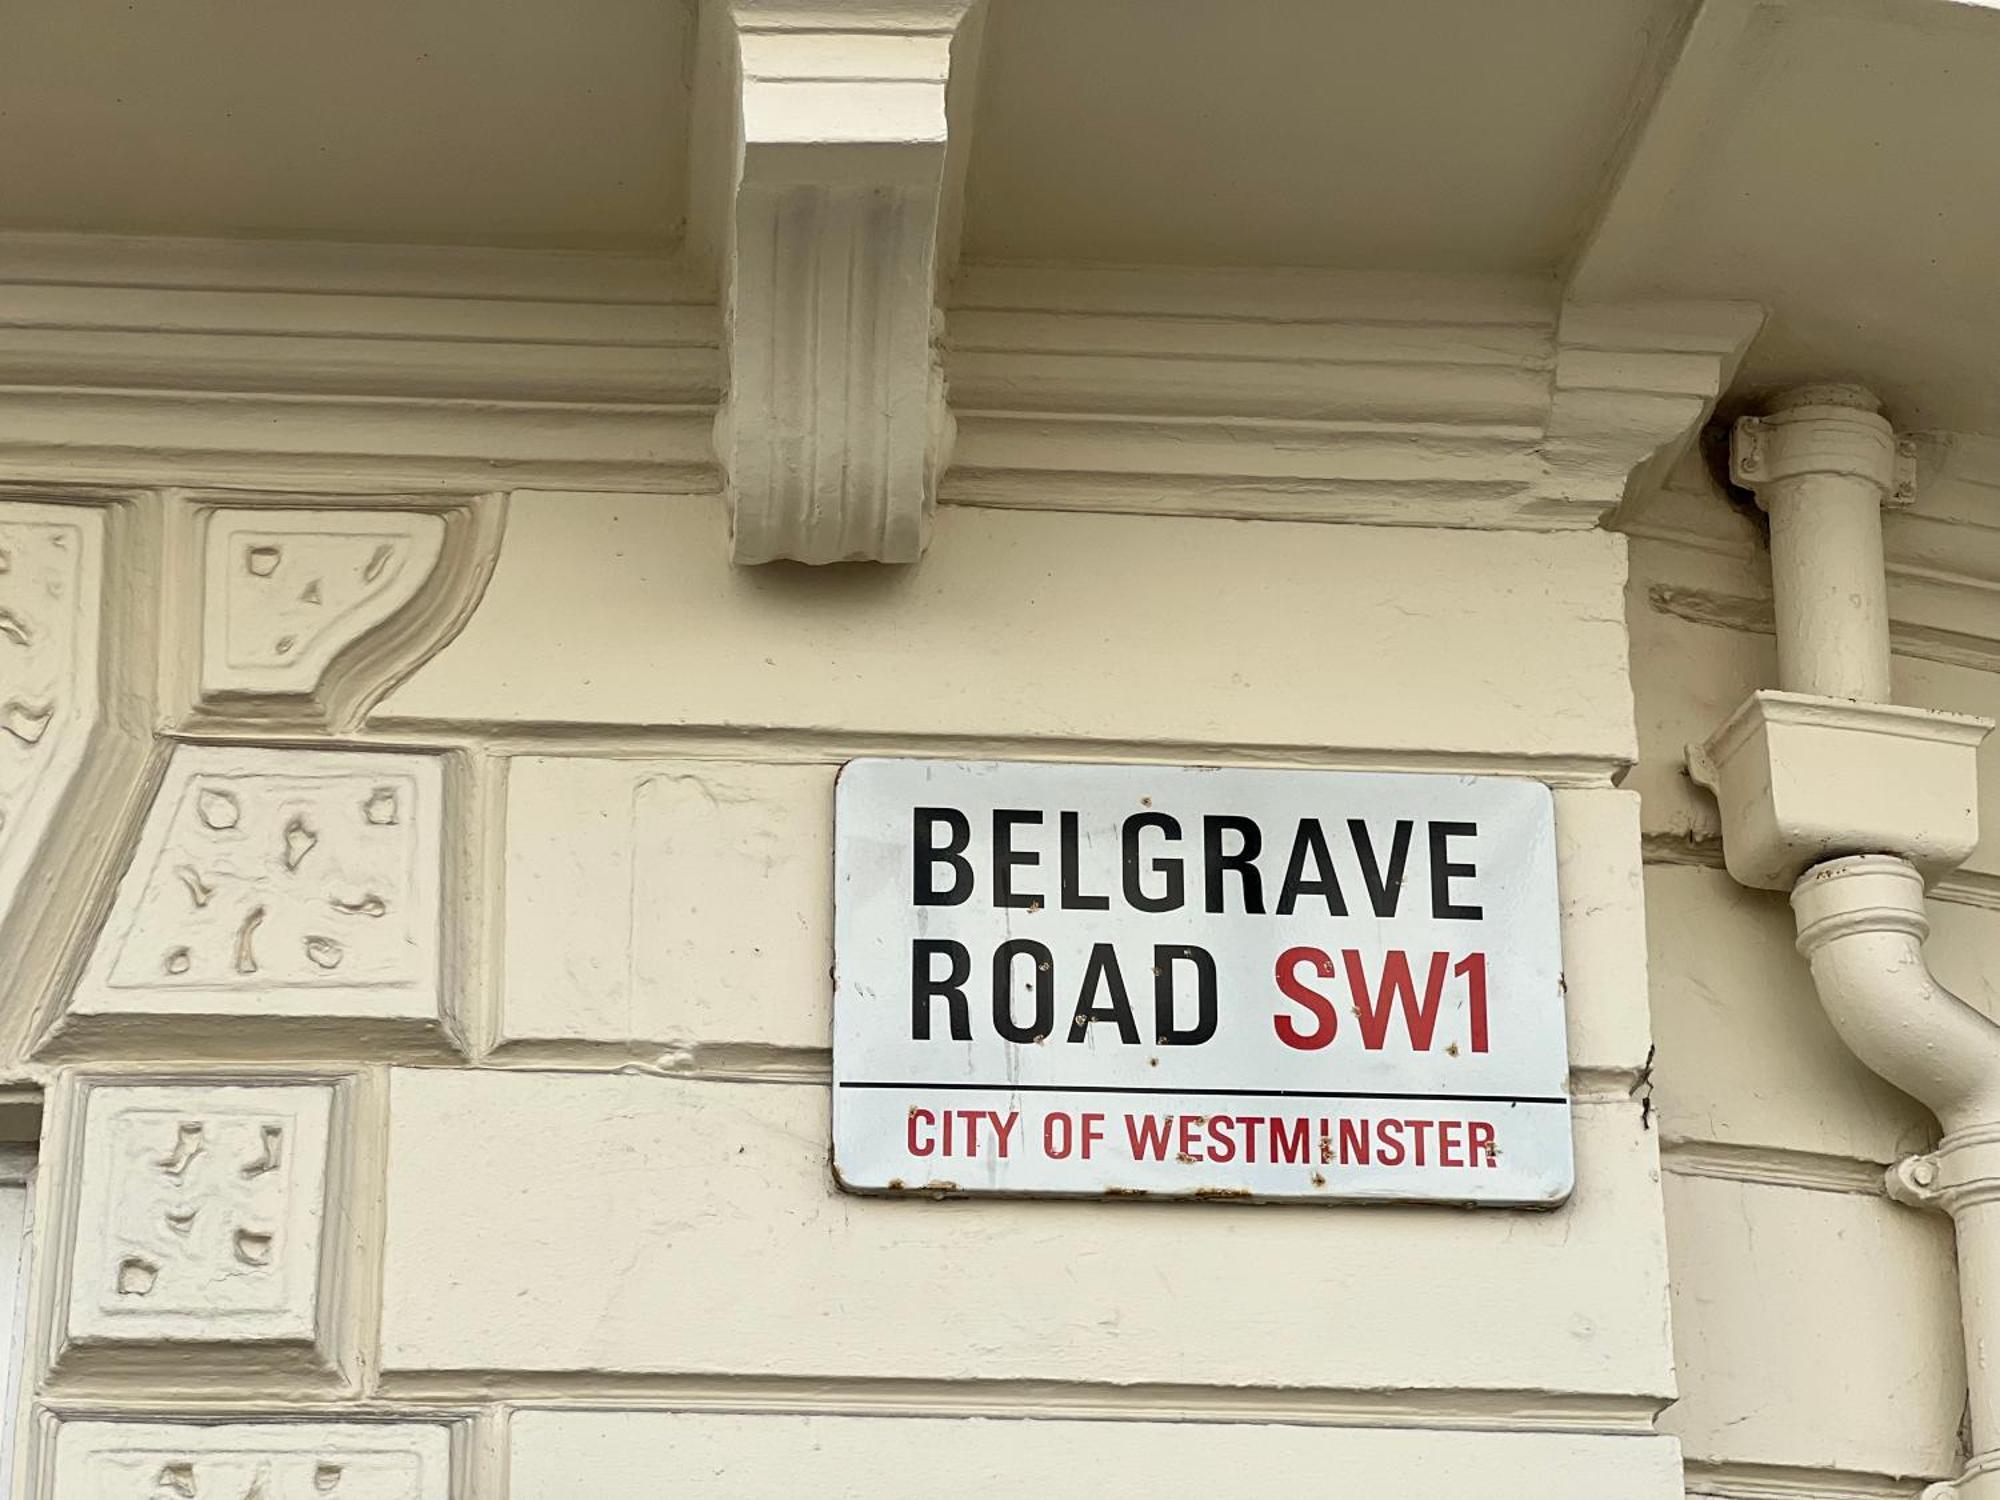 BELGRAVE
ROAD SW1
CITY OF WESTMINSTER